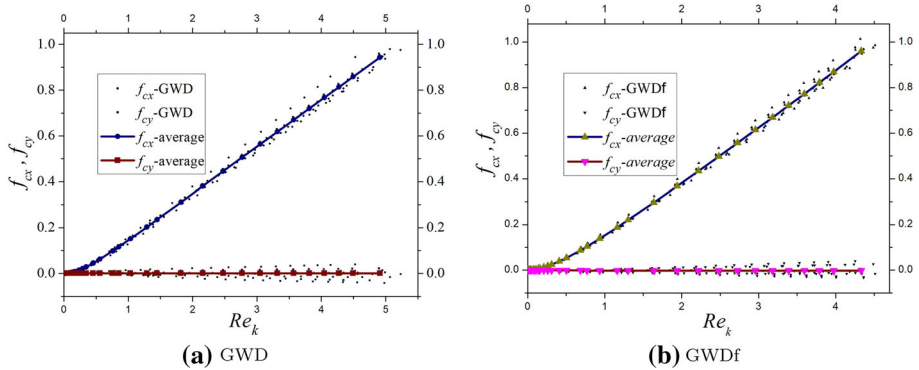 0 1 2 3 4 5
1.0 1.0
0.8 0.8
0.6 0.6
0.4 0.4
0.2 0.2
0.0 0.0
0 1 2 3 4 5
fcx, fcy
fcx-GWD
fcy-GWD
fcx-average
fcy-average
Rek
(a) GWD
0 1 2 3 4
1.0 1.0
0.8 0.8
0.6 0.6
0.4 0.4
0.2 0.2
0.0 0.0
0 1 2 3 4
fcx, fcy
fcx-GWDf
fcy-GWDf
fcx-average
fcy-average
Rek
(b) GWDf